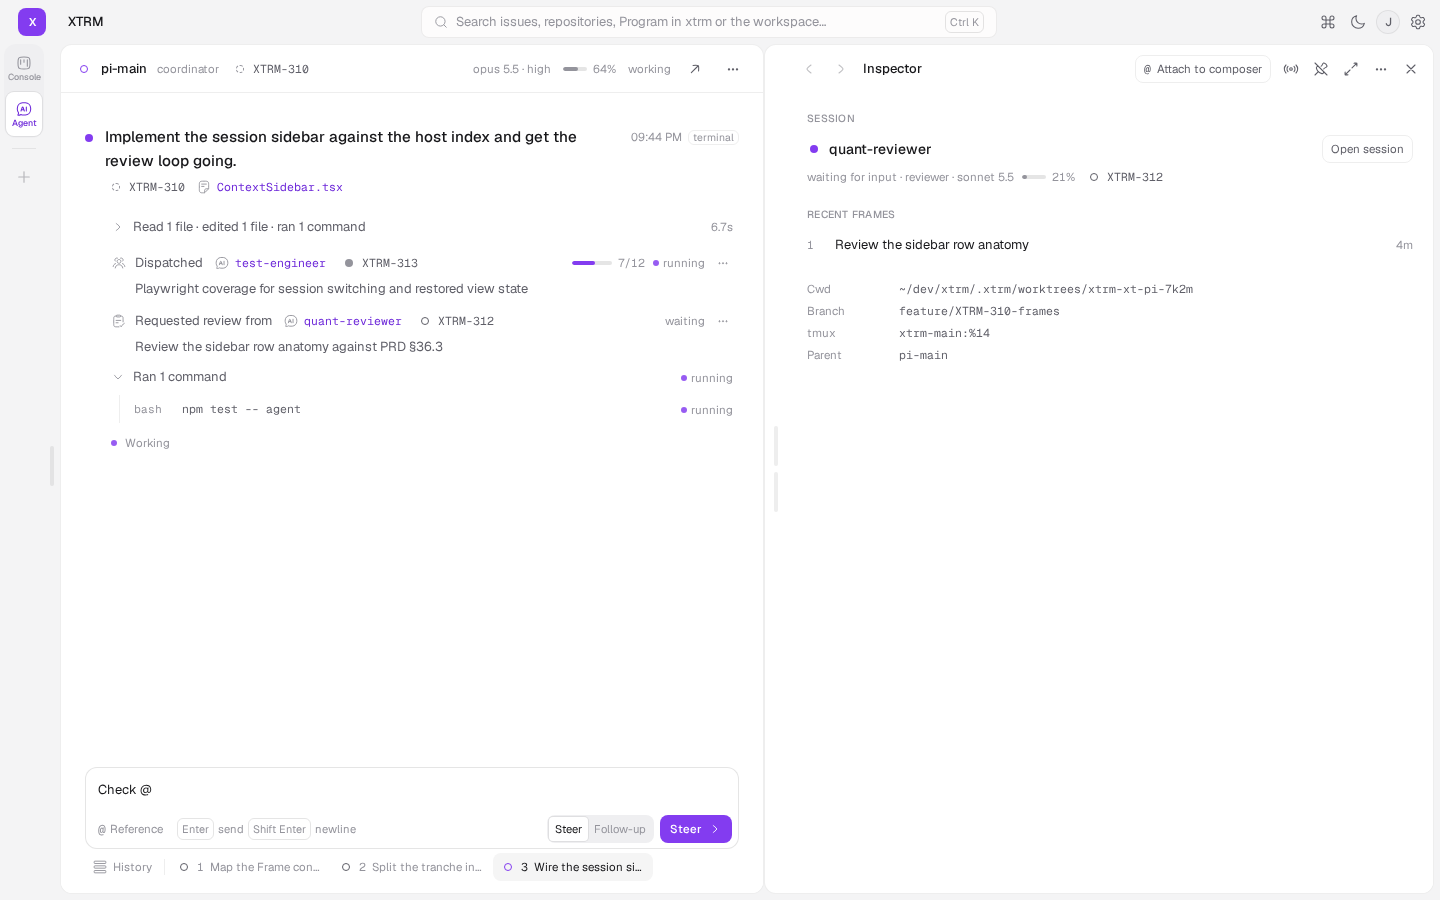 X XTRM Search issues, repositories, Program in xtrm or the workspace... Ctrl K J
Console
Agent
pi-main coordinator XTRM-310 opus 5.5 · high 64% working
Implement the session sidebar against the host index and get the review loop going.
09:44 PM terminal
XTRM-310 ContextSidebar.tsx
Read 1 file · edited 1 file · ran 1 command 6.7s
Dispatched test-engineer XTRM-313 7/12 running
Playwright coverage for session switching and restored view state
Requested review from quant-reviewer XTRM-312 waiting
Review the sidebar row anatomy against PRD §36.3
Ran 1 command running
bash npm test -- agent running
Working
Check @
@ Reference Enter send Shift Enter newline Steer Follow-up Steer
History 1 Map the Frame con... 2 Split the tranche in... 3 Wire the session si...
Inspector @ Attach to composer
SESSION
quant-reviewer Open session
waiting for input · reviewer · sonnet 5.5 21% XTRM-312
RECENT FRAMES
1 Review the sidebar row anatomy 4m
Cwd ~/dev/xtrm/.xtrm/worktrees/xtrm-xt-pi-7k2m
Branch feature/XTRM-310-frames
tmux xtrm-main:%14
Parent pi-main